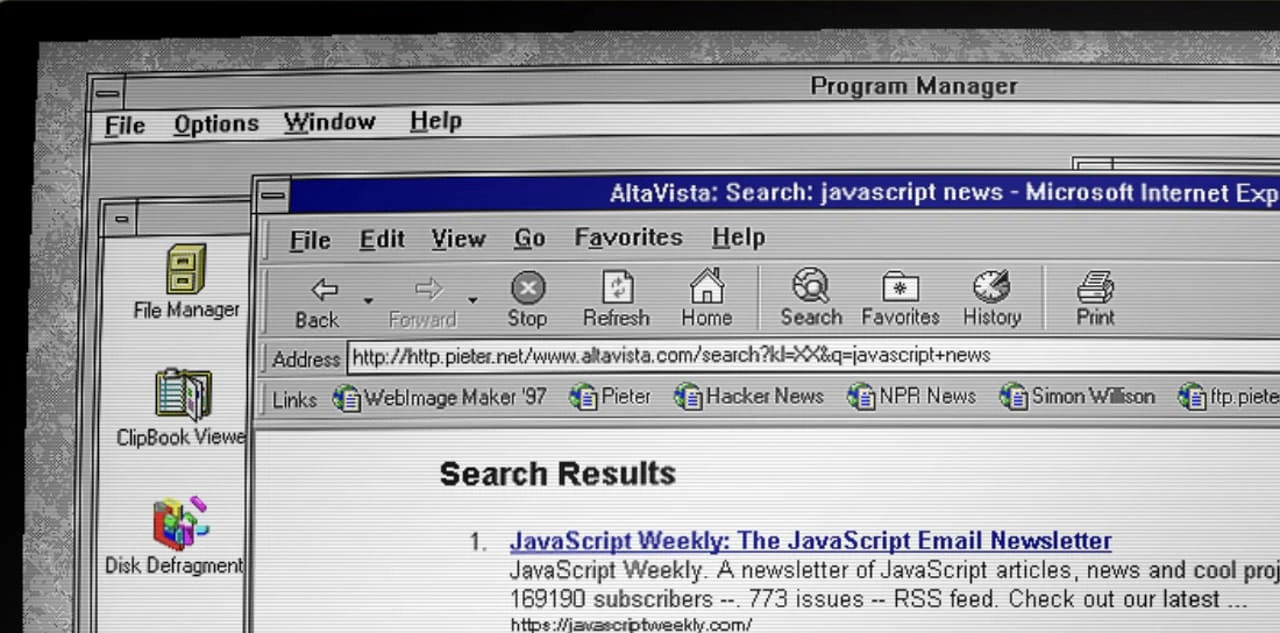 Program Manager
File Options Window Help
AltaVista: Search: javascript news - Microsoft Internet Exp
File Edit View Go Favorites Help
Back Forward Stop Refresh Home Search Favorites History Print
Address http://http.pieter.net/www.altavista.com/search?kl=XX&q=javascript+news
Links WebImage Maker '97 Pieter Hacker News NPR News Simon Willison ftp.piete
File Manager
ClipBook Viewe
Disk Defragment
Search Results
1. JavaScript Weekly: The JavaScript Email Newsletter
JavaScript Weekly. A newsletter of JavaScript articles, news and cool proj
169190 subscribers --. 773 issues -- RSS feed. Check out our latest ...
https://javascriptweekly.com/